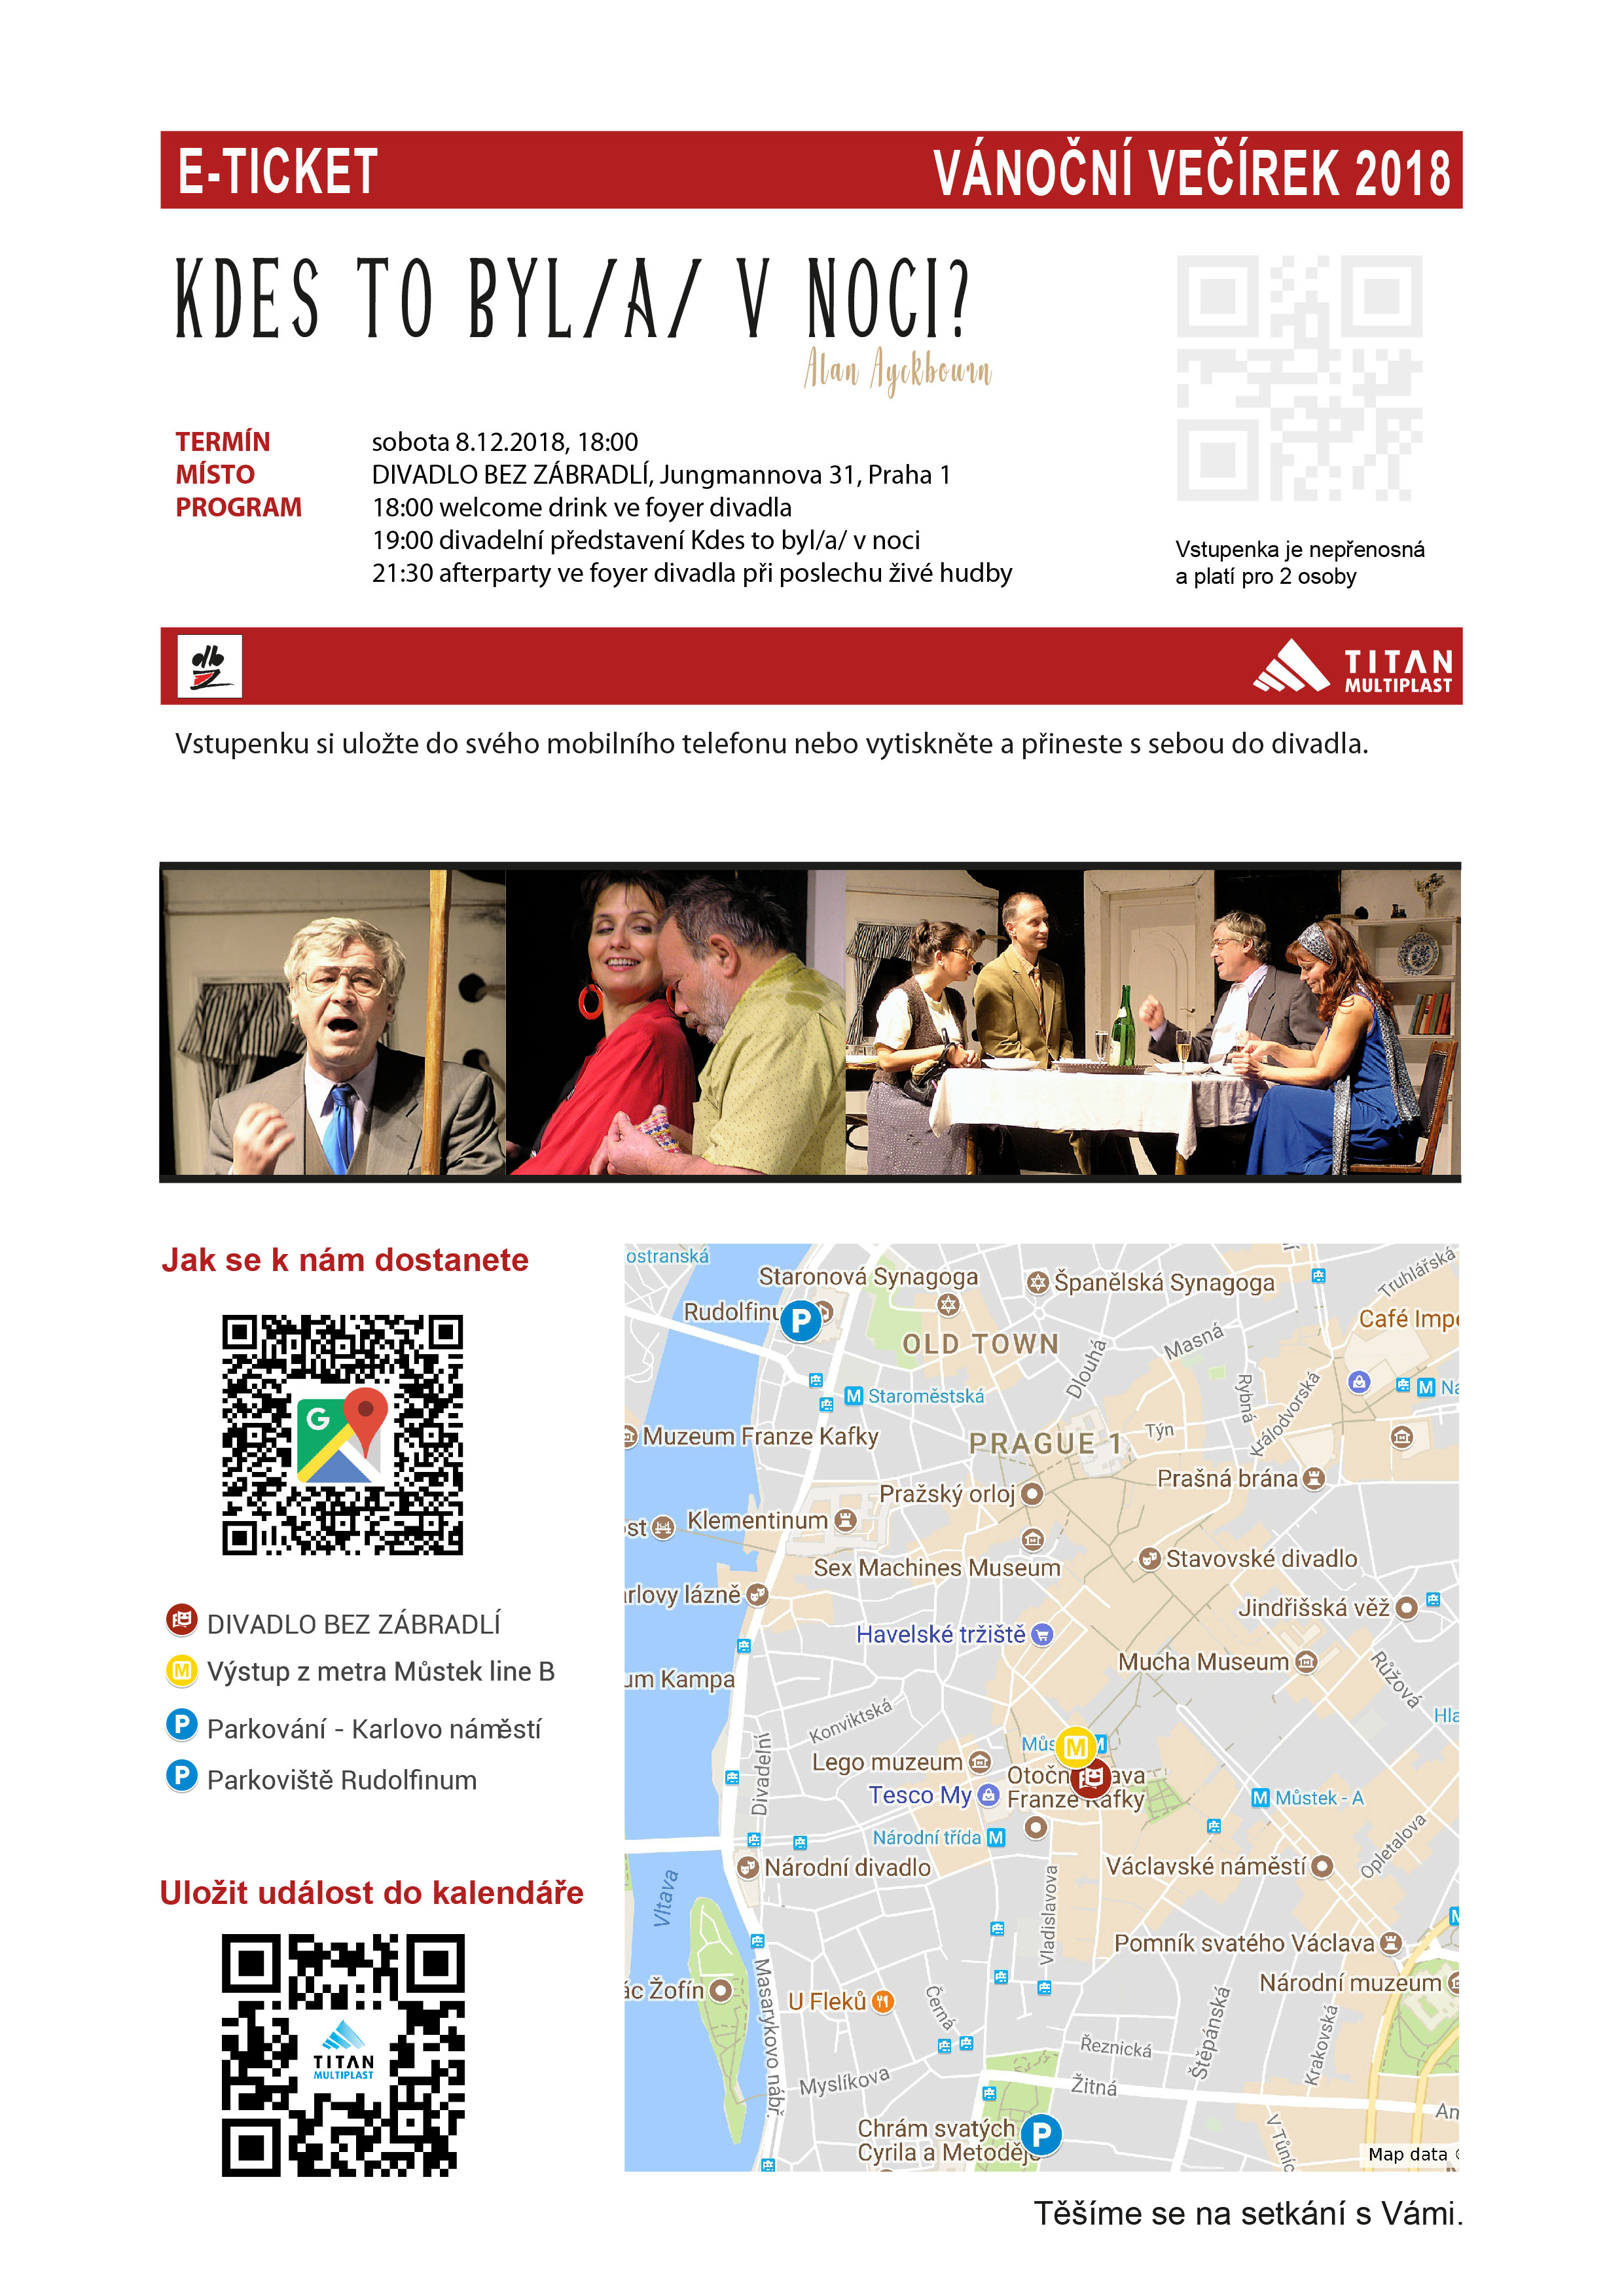 E-TICKET
VÁNOČNÍ VEČÍREK 2018
KDES TO BYL/A/ V NOCI?
Alan Ayckbourn
TERMÍN sobota 8.12.2018, 18:00
MÍSTO DIVADLO BEZ ZÁBRADLÍ, Jungmannova 31, Praha 1
PROGRAM 18:00 welcome drink ve foyer divadla
19:00 divadelní představení Kdes to byl/a/ v noci
21:30 afterparty ve foyer divadla při poslechu živé hudby
Vstupenka je nepřenosná
a platí pro 2 osoby
TITAN
MULTIPLAST
Vstupenku si uložte do svého mobilního telefonu nebo vytiskněte a přineste s sebou do divadla.
Jak se k nám dostanete
G
DIVADLO BEZ ZÁBRADLÍ
M Výstup z metra Můstek line B
P Parkování - Karlovo náměstí
P Parkoviště Rudolfinum
Uložit událost do kalendáře
TITAN
MULTIPLAST
ostranská
Staronová Synagoga
Španělská Synagoga
Truhlářská
Rudolfinu
P
Café Impe
OLD TOWN
Dlouhá
Masná
Rybná
Královdvorská
M Staroměstská
M Ná
Muzeum Franze Kafky
PRAGUE 1
Týn
Prašná brána
Pražský orloj
st
Klementinum
Sex Machines Museum
Stavovské divadlo
arlovy lázně
Jindřišská věž
Havelské tržiště
um Kampa
Mucha Museum
Růžová
Konviktská
Hla
Divadelní
Lego muzeum
Můs M M
Otočn ava
Franze Kafky
Tesco My
M Můstek - A
Národní třída M
Národní divadlo
Václavské náměstí
Opletalova
Vltava
Vladislavova
M
Pomník svatého Václava
ác Žofín
Národní muzeum
U Fleků
Masarykovo nábř.
Černá
Štěpánská
Řeznická
Krakovská
Myslíkova
Žitná
An
Chrám svatých
Cyrila a Metoděj
P
V Tůníc
Map data ©
Těšíme se na setkání s Vámi.